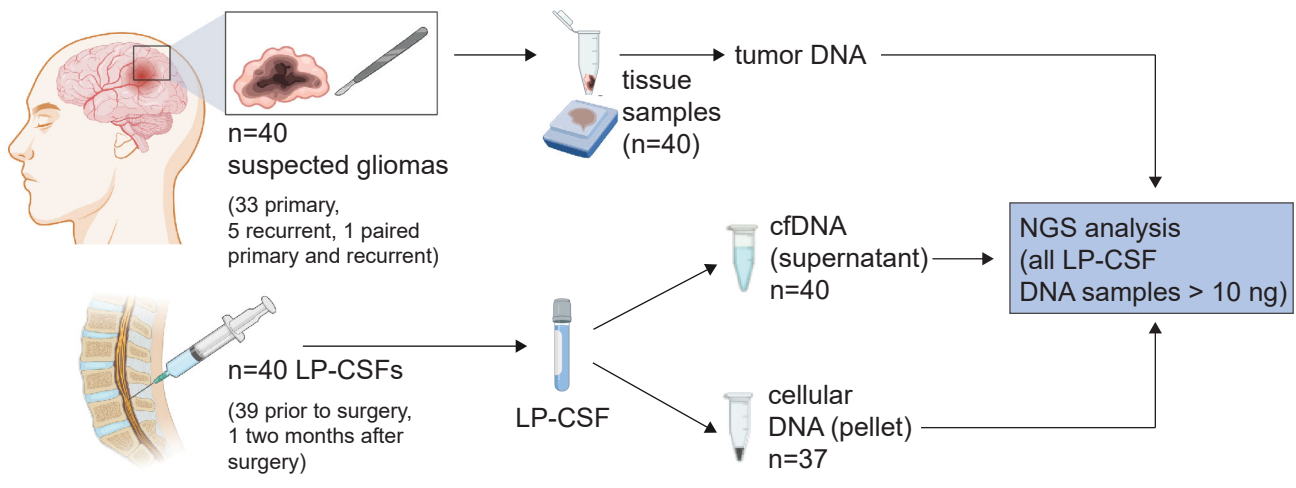 n=40
suspected gliomas
(33 primary,
5 recurrent, 1 paired
primary and recurrent)
tissue
samples
(n=40)
tumor DNA
n=40 LP-CSFs
(39 prior to surgery,
1 two months after
surgery)
LP-CSF
cfDNA
(supernatant)
n=40
cellular
DNA (pellet)
n=37
NGS analysis
(all LP-CSF
DNA samples > 10 ng)